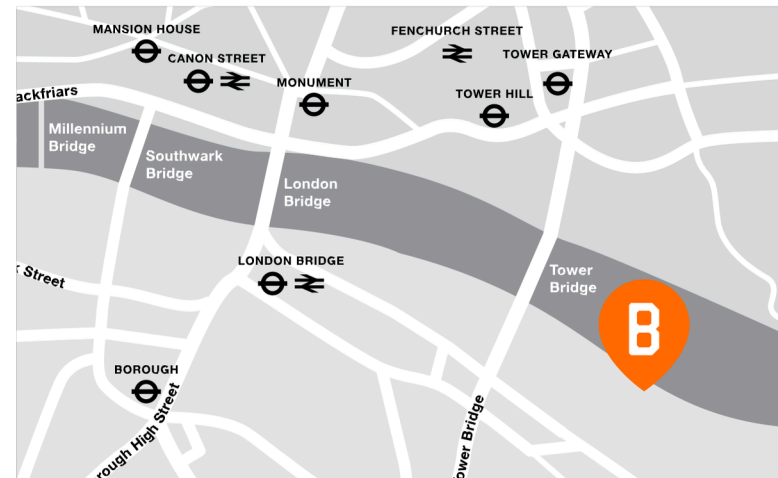 MANSION HOUSE
CANON STREET
MONUMENT
FENCHURCH STREET
TOWER GATEWAY
TOWER HILL
ackfriars
Millennium
Bridge
Southwark
Bridge
London
Bridge
LONDON BRIDGE
Tower
Bridge
B
Street
BOROUGH
rough High Street
ower Bridge